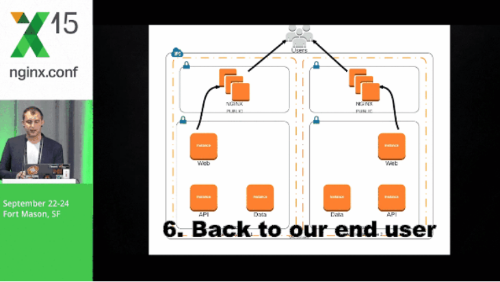 15
nginx.conf
September 22-24
Fort Mason, SF
Users
NGINX
PUBLIC
NGINX
PUBLIC
Web
Web
API
Data
Data
API
6. Back to our end user